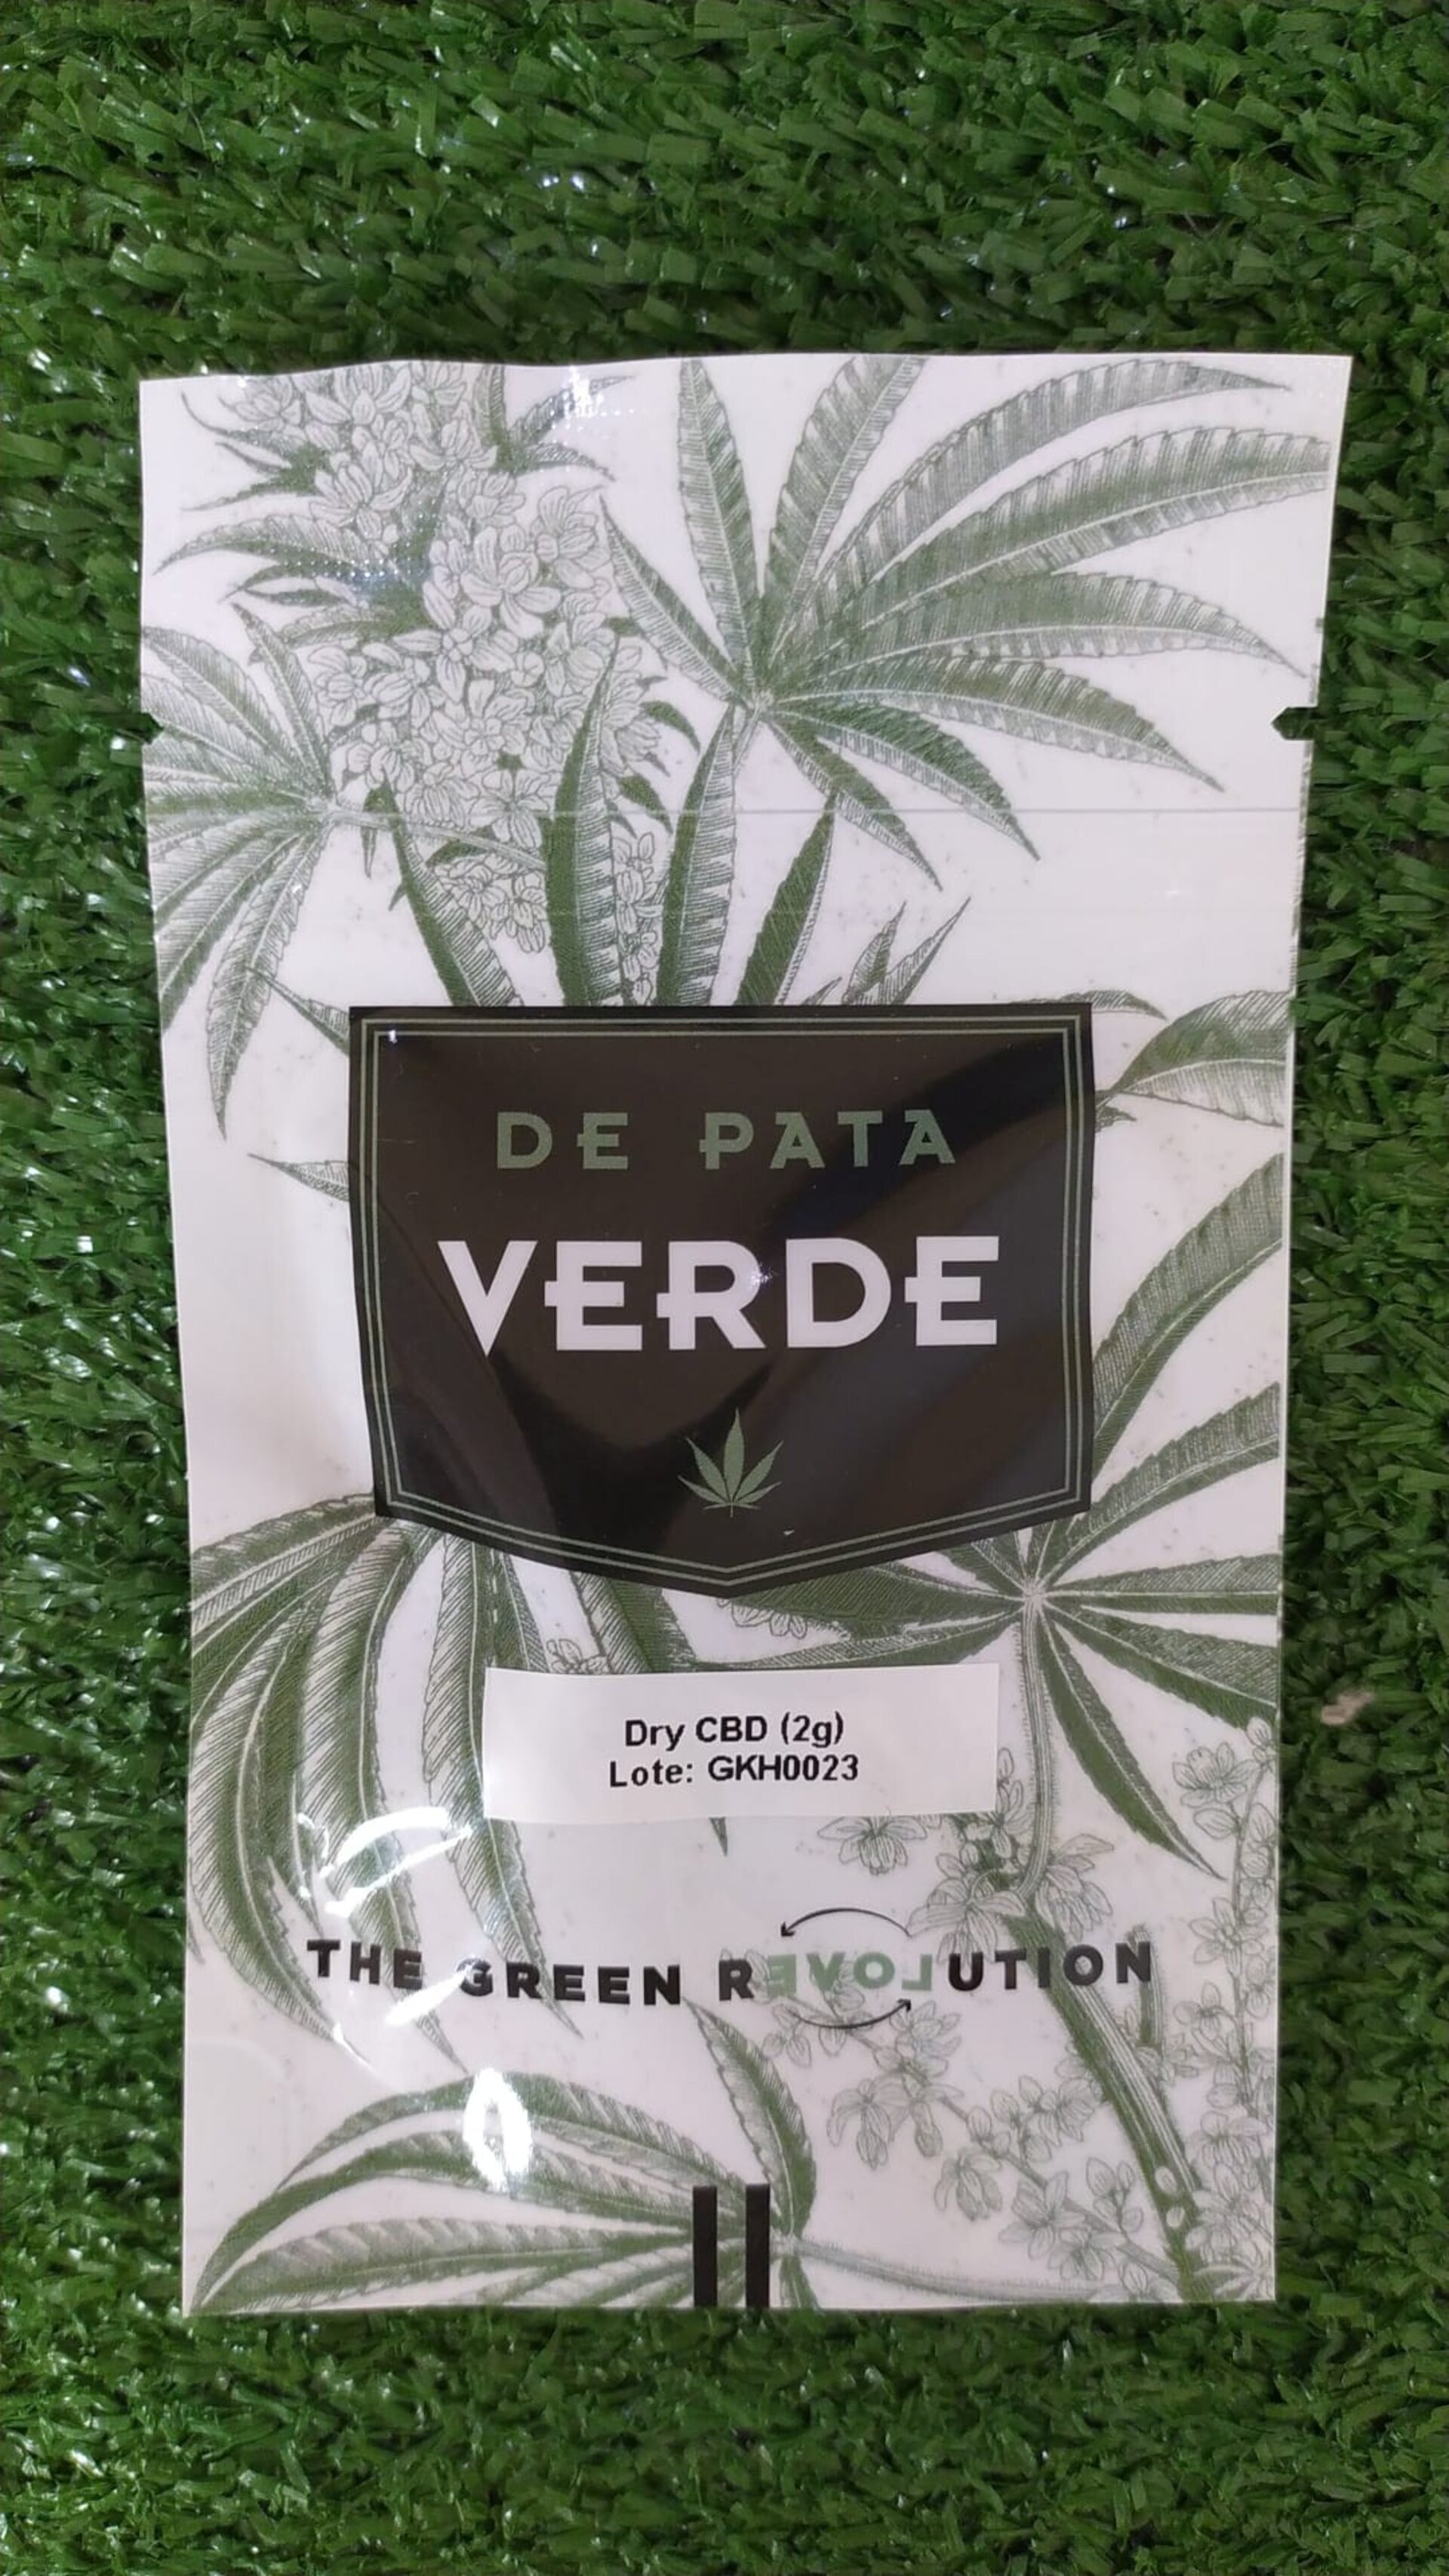 DE PATA
VERDE
Dry CBD (2g)
Lote: GKH0023
THE GREEN REVOLUTION